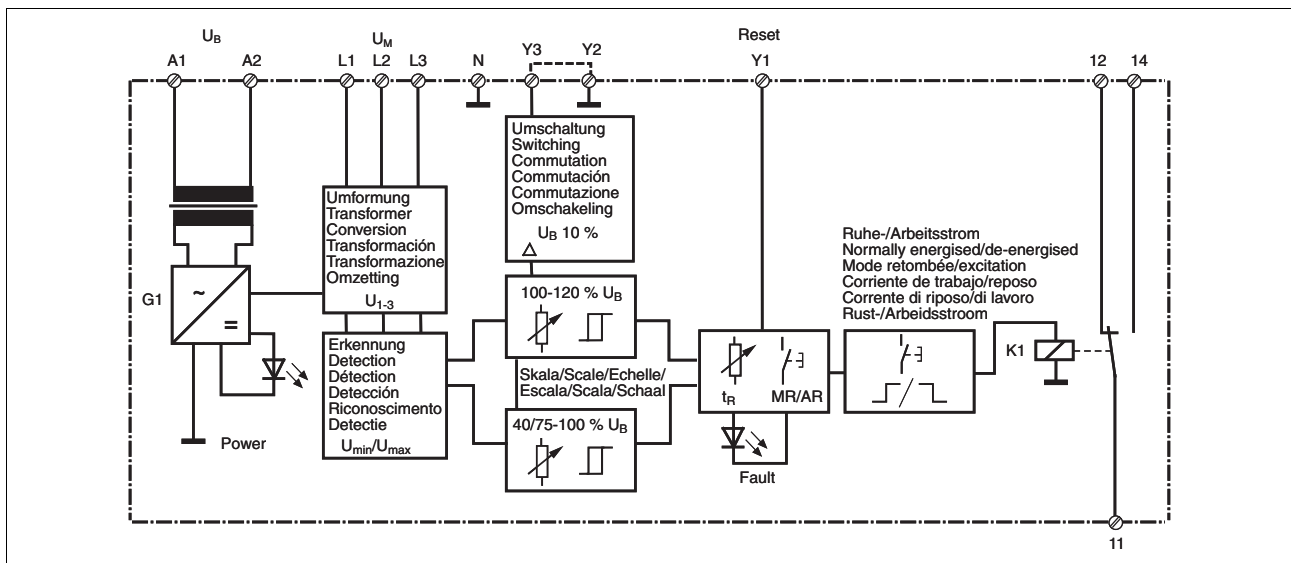 U_B
U_M
Reset
A1
A2
L1
L2
L3
N
Y3
Y2
Y1
12
14
Umschaltung
Switching
Commutation
Commutación
Commutazione
Omschakeling
U_B 10 %
Umformung
Transformer
Conversion
Transformación
Transformazione
Omzetting
U_1-3
G1
~
=
Power
Erkennung
Detection
Détection
Detección
Riconoscimento
Detectie
U_min/U_max
100-120 % U_B
Skala/Scale/Echelle/
Escala/Scala/Schaal
40/75-100 % U_B
t_R
MR/AR
Fault
Ruhe-/Arbeitsstrom
Normally energised/de-energised
Mode retombée/excitation
Corriente de trabajo/reposo
Corrente di riposo/di lavoro
Rust-/Arbeidsstroom
K1
11